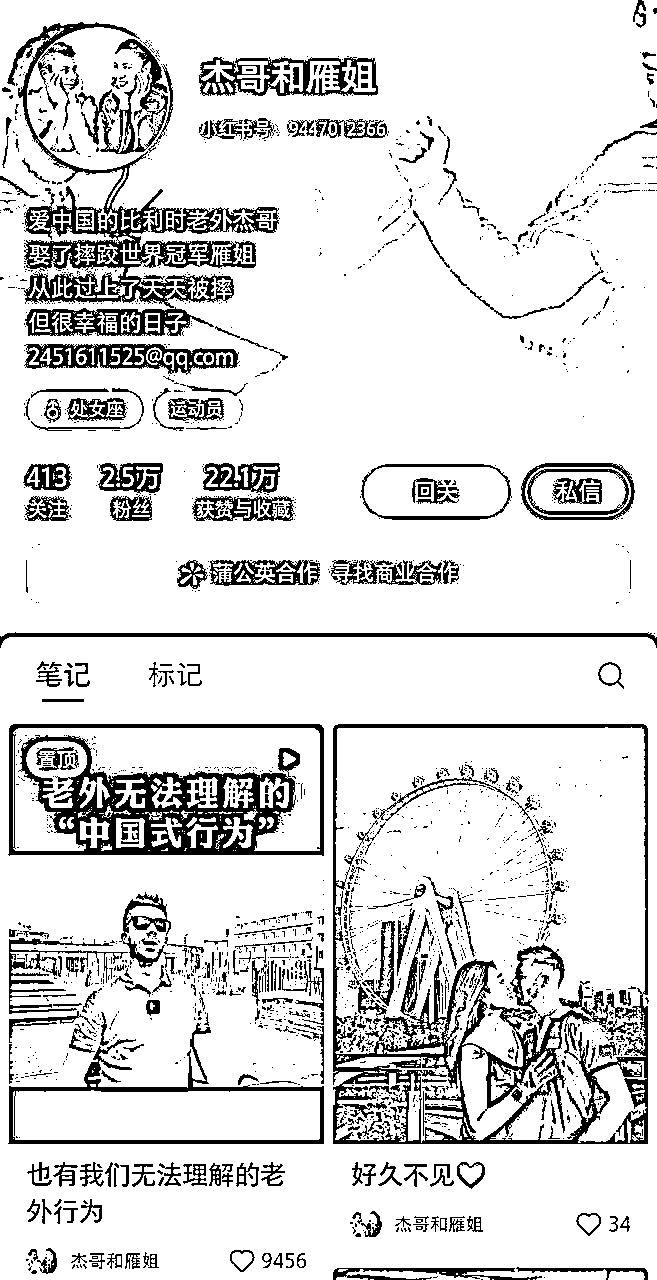 杰哥和雁姐
小红书号：9447012366
爱中国的比利时老外杰哥
娶了摔跤世界冠军雁姐
从此过上了天天被摔
但很幸福的日子
2451611525@qq.com
处女座 运动员
413 2.5万 22.1万
关注 粉丝 获赞与收藏
回关 私信
蒲公英合作 寻找商业合作
笔记 标记
置顶
老外无法理解的
“中国式行为”
也有我们无法理解的老
外行为
杰哥和雁姐 9456
好久不见♡
杰哥和雁姐 34